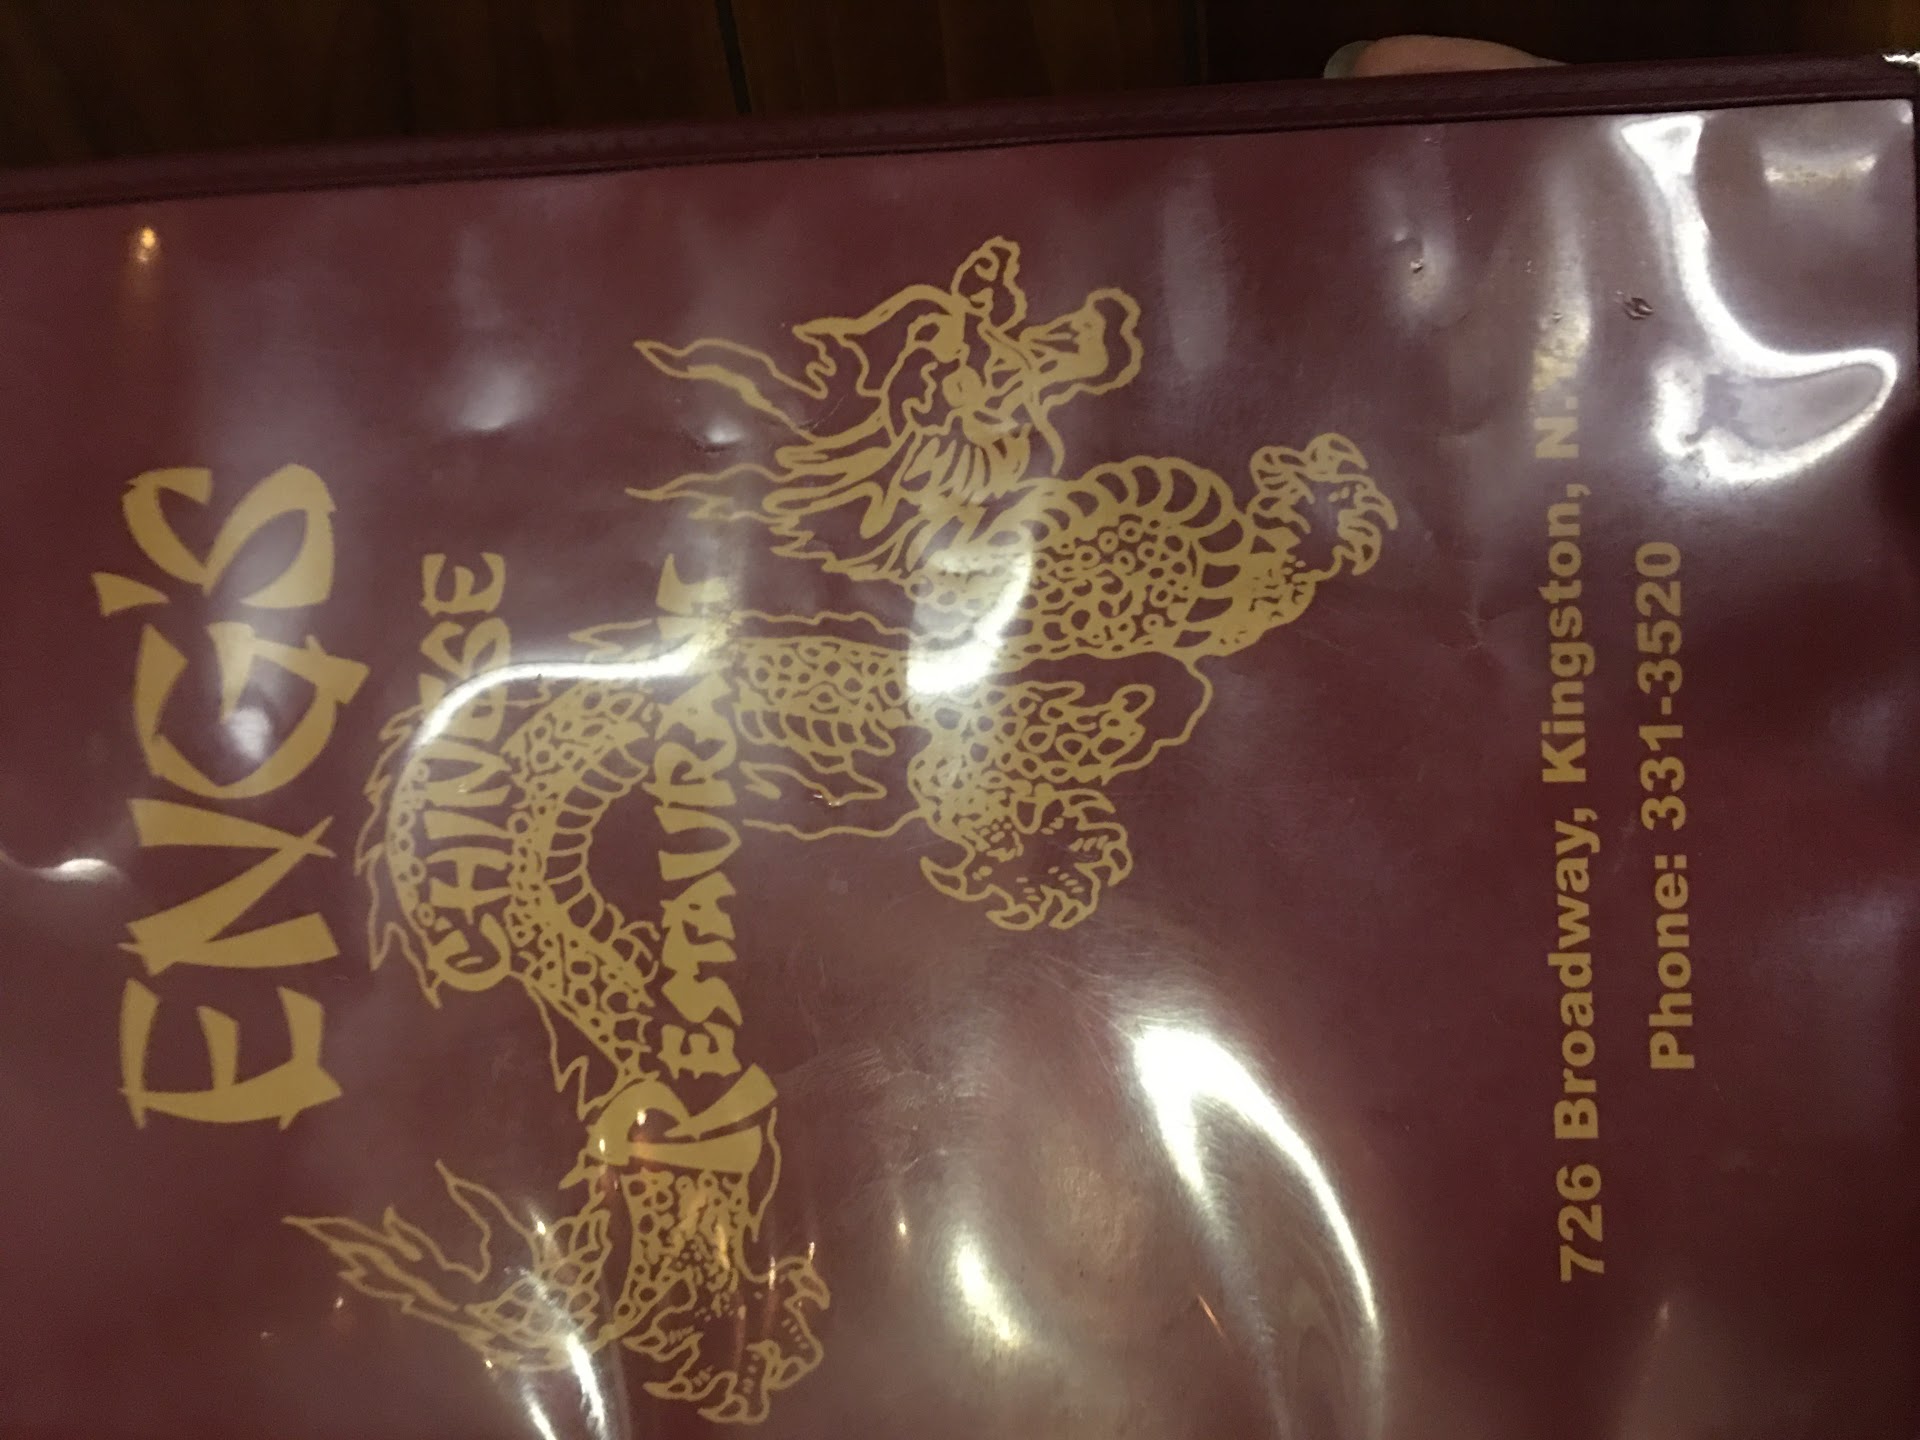 ENG'S
CHINESE
RESTAURANT
726 Broadway, Kingston, N.Y.
Phone: 331-3520